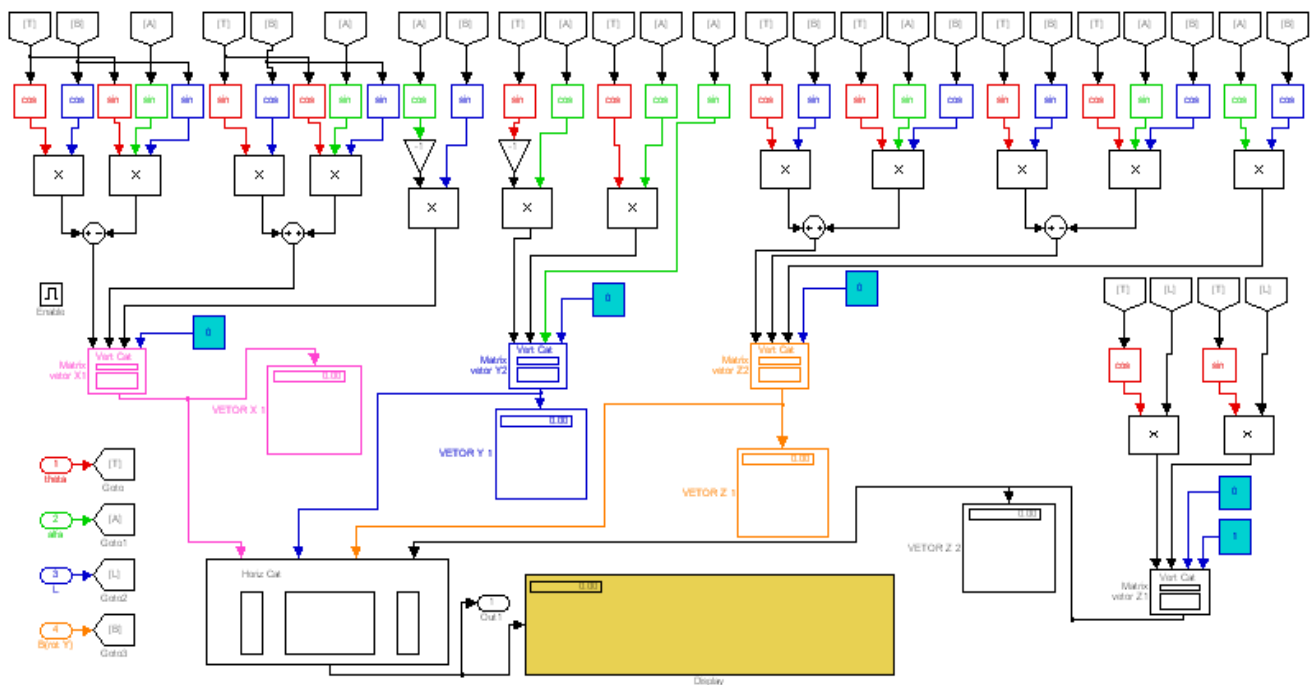 [T] [B] [A] [T] [B] [A] [A] [B] [T] [A] [T] [A] [A] [T] [B] [T] [A] [B] [T] [B] [T] [A] [B] [A] [B]
cos cos sin sin sin sin cos cos sin sin cos sin sin cos cos cos sin cos sin sin sin cos sin sin cos sin cos cos cos
-1 -1
× × × × × × × × × × × ×
+ - + + + + + -
[T] [L] [T] [L]
Enable
0
0
0
Vert Cat
Matrix
vetor X1
Vert Cat
Matrix
vetor Y2
Vert Cat
Matrix
vetor Z2
cos sin
0.00
VETOR X 1
0.00
VETOR Y 1
× ×
0.00
VETOR Z 1
1
theta
[T]
Goto
2
alfa
[A]
Goto1
3
L
[L]
Goto2
4
B(rot Y)
[B]
Goto3
0
1
0.00
VETOR Z 2
Vert Cat
Matrix
vetor Z1
Horiz Cat
1
Out1
0.00
Display